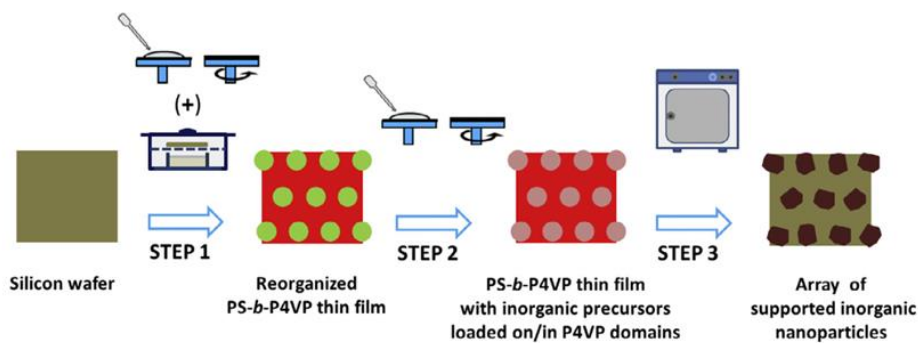 (+)
STEP 1
STEP 2
STEP 3
Silicon wafer
Reorganized
PS-b-P4VP thin film
PS-b-P4VP thin film
with inorganic precursors
loaded on/in P4VP domains
Array of
supported inorganic
nanoparticles